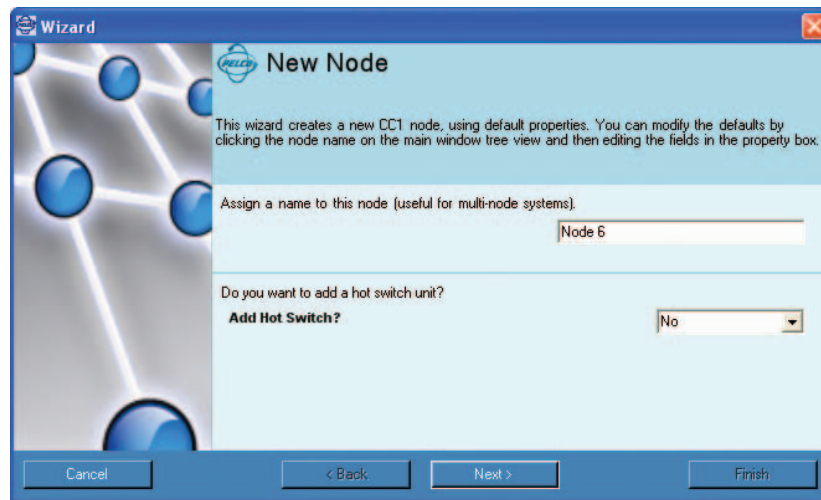 Wizard
PELCO
New Node
This wizard creates a new CC1 node, using default properties. You can modify the defaults by
clicking the node name on the main window tree view and then editing the fields in the property box.
Assign a name to this node (useful for multi-node systems).
Node 6
Do you want to add a hot switch unit?
Add Hot Switch?
No
Cancel
< Back
Next >
Finish